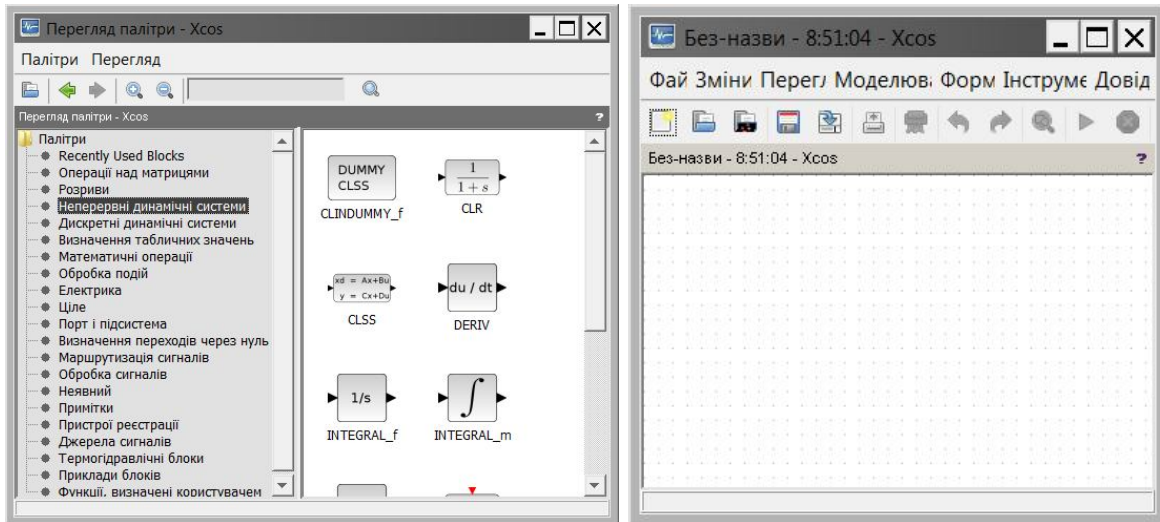 Перегляд палітри - Xcos
Палітри Перегляд
Перегляд палітри - Xcos ?
Палітри
Recently Used Blocks
Операції над матрицями
Розриви
Неперервні динамічні системи
Дискретні динамічні системи
Визначення табличних значень
Математичні операції
Обробка подій
Електрика
Ціле
Порт і підсистема
Визначення переходів через нуль
Маршрутизація сигналів
Обробка сигналів
Неявний
Примітки
Пристрої реєстрації
Джерела сигналів
Термогідравлічні блоки
Приклади блоків
Функції, визначені користувачем
DUMMY
CLSS
CLINDUMMY_f
1
1 + s
CLR
xd = Ax+Bu
y = Cx+Du
CLSS
du / dt
DERIV
1/s
INTEGRAL_f
∫
INTEGRAL_m
Без-назви - 8:51:04 - Xcos
Фай Зміни Перегл Моделюва Форм Інструме Довід
Без-назви - 8:51:04 - Xcos ?